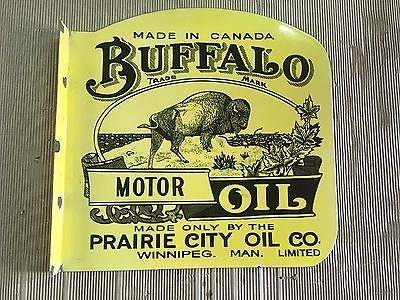 MADE IN CANADA
BUFFALO
TRADE MARK
MOTOR OIL
MADE ONLY BY THE
PRAIRIE CITY OIL CO.
WINNIPEG. MAN. LIMITED